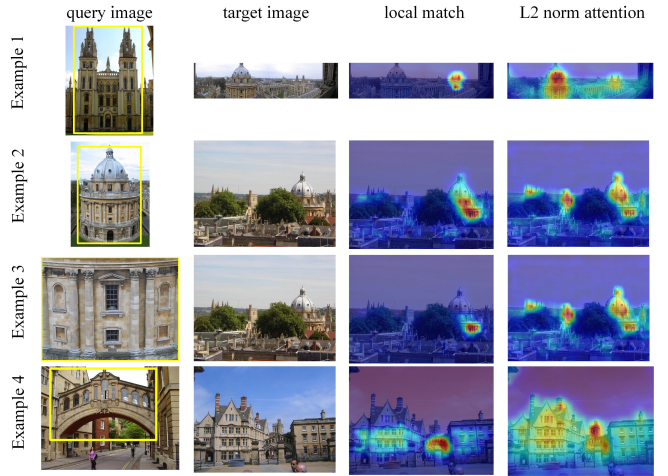 query image target image local match L2 norm attention
Example 1
Example 2
Example 3
Example 4